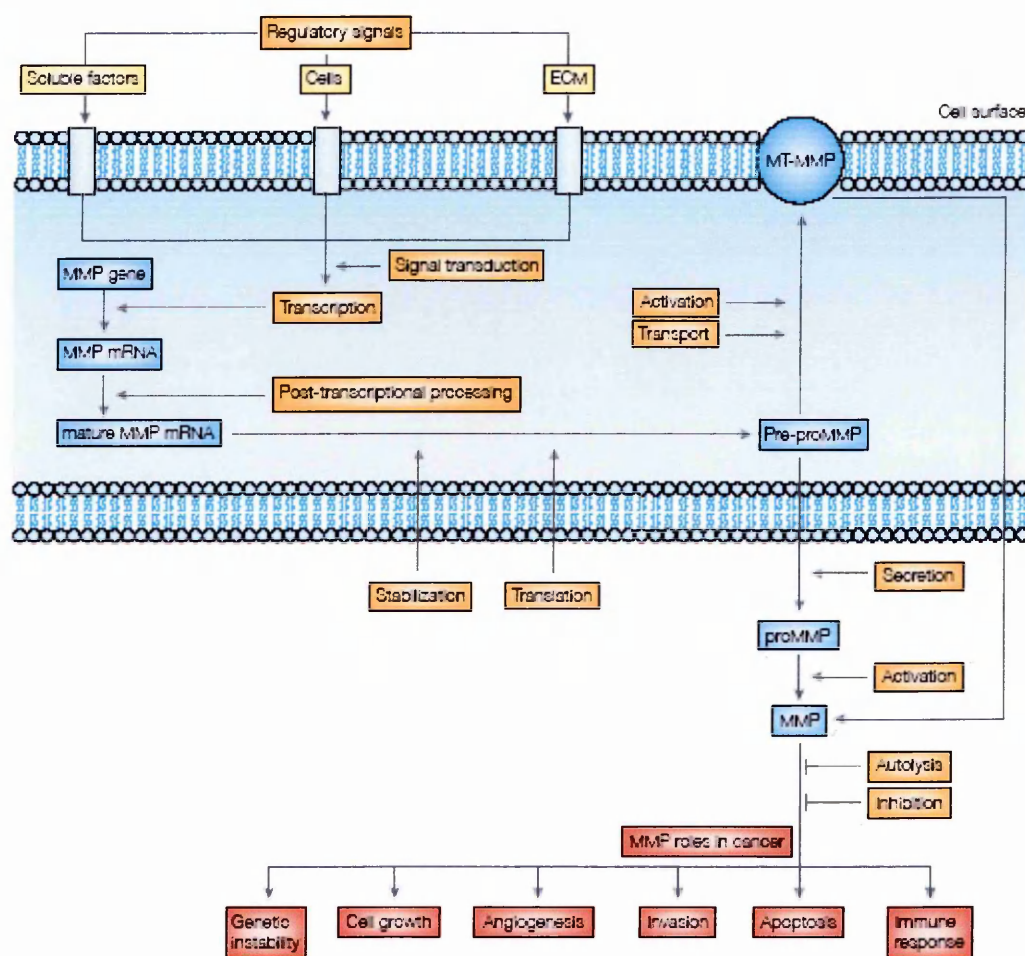 Regulatory signals
Soluble factors
Cells
ECM
Cell surface
MT-MMP
Signal transduction
MMP gene
Transcription
Activation
Transport
MMP mRNA
Post-transcriptional processing
mature MMP mRNA
Pre-proMMP
Stabilization
Translation
Secretion
proMMP
Activation
MMP
Autolysis
Inhibition
MMP roles in cancer
Genetic
instability
Cell growth
Angiogenesis
Invasion
Apoptosis
Immune
response